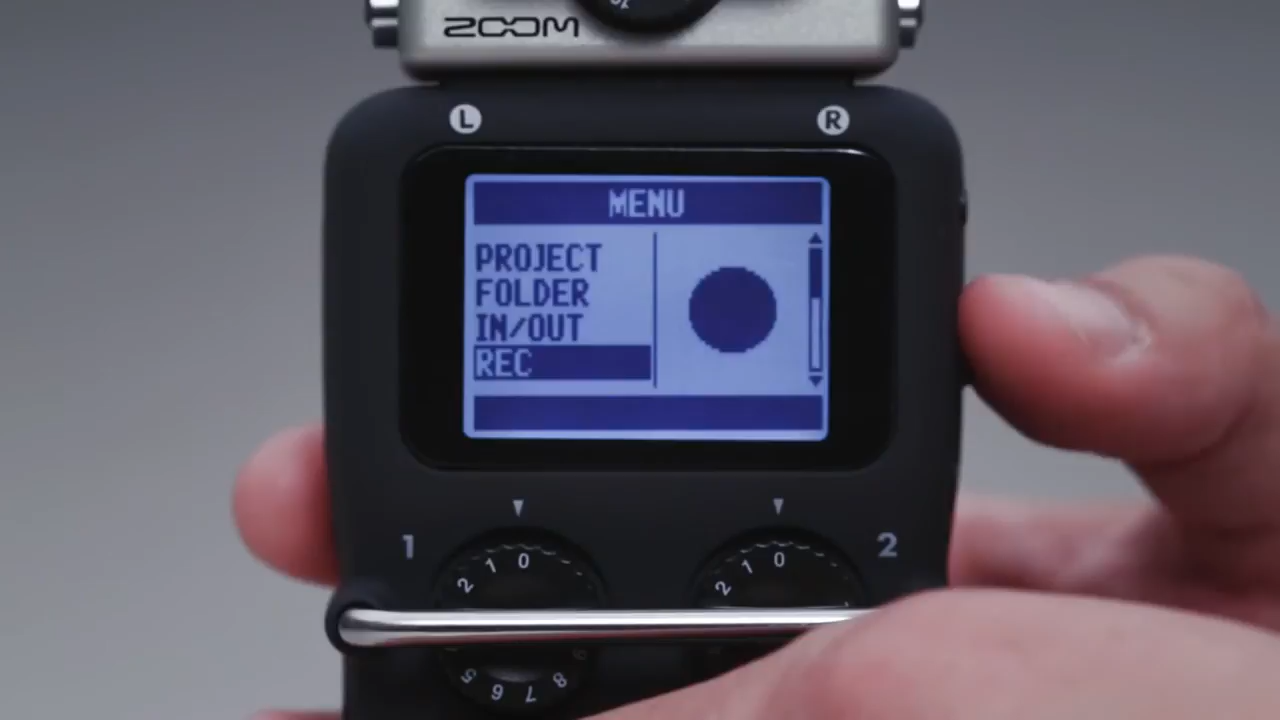 ZOOM
L R
MENU
PROJECT
FOLDER
IN/OUT
REC
1 2
2 1 0 2 1 0
5 6 7 8 9